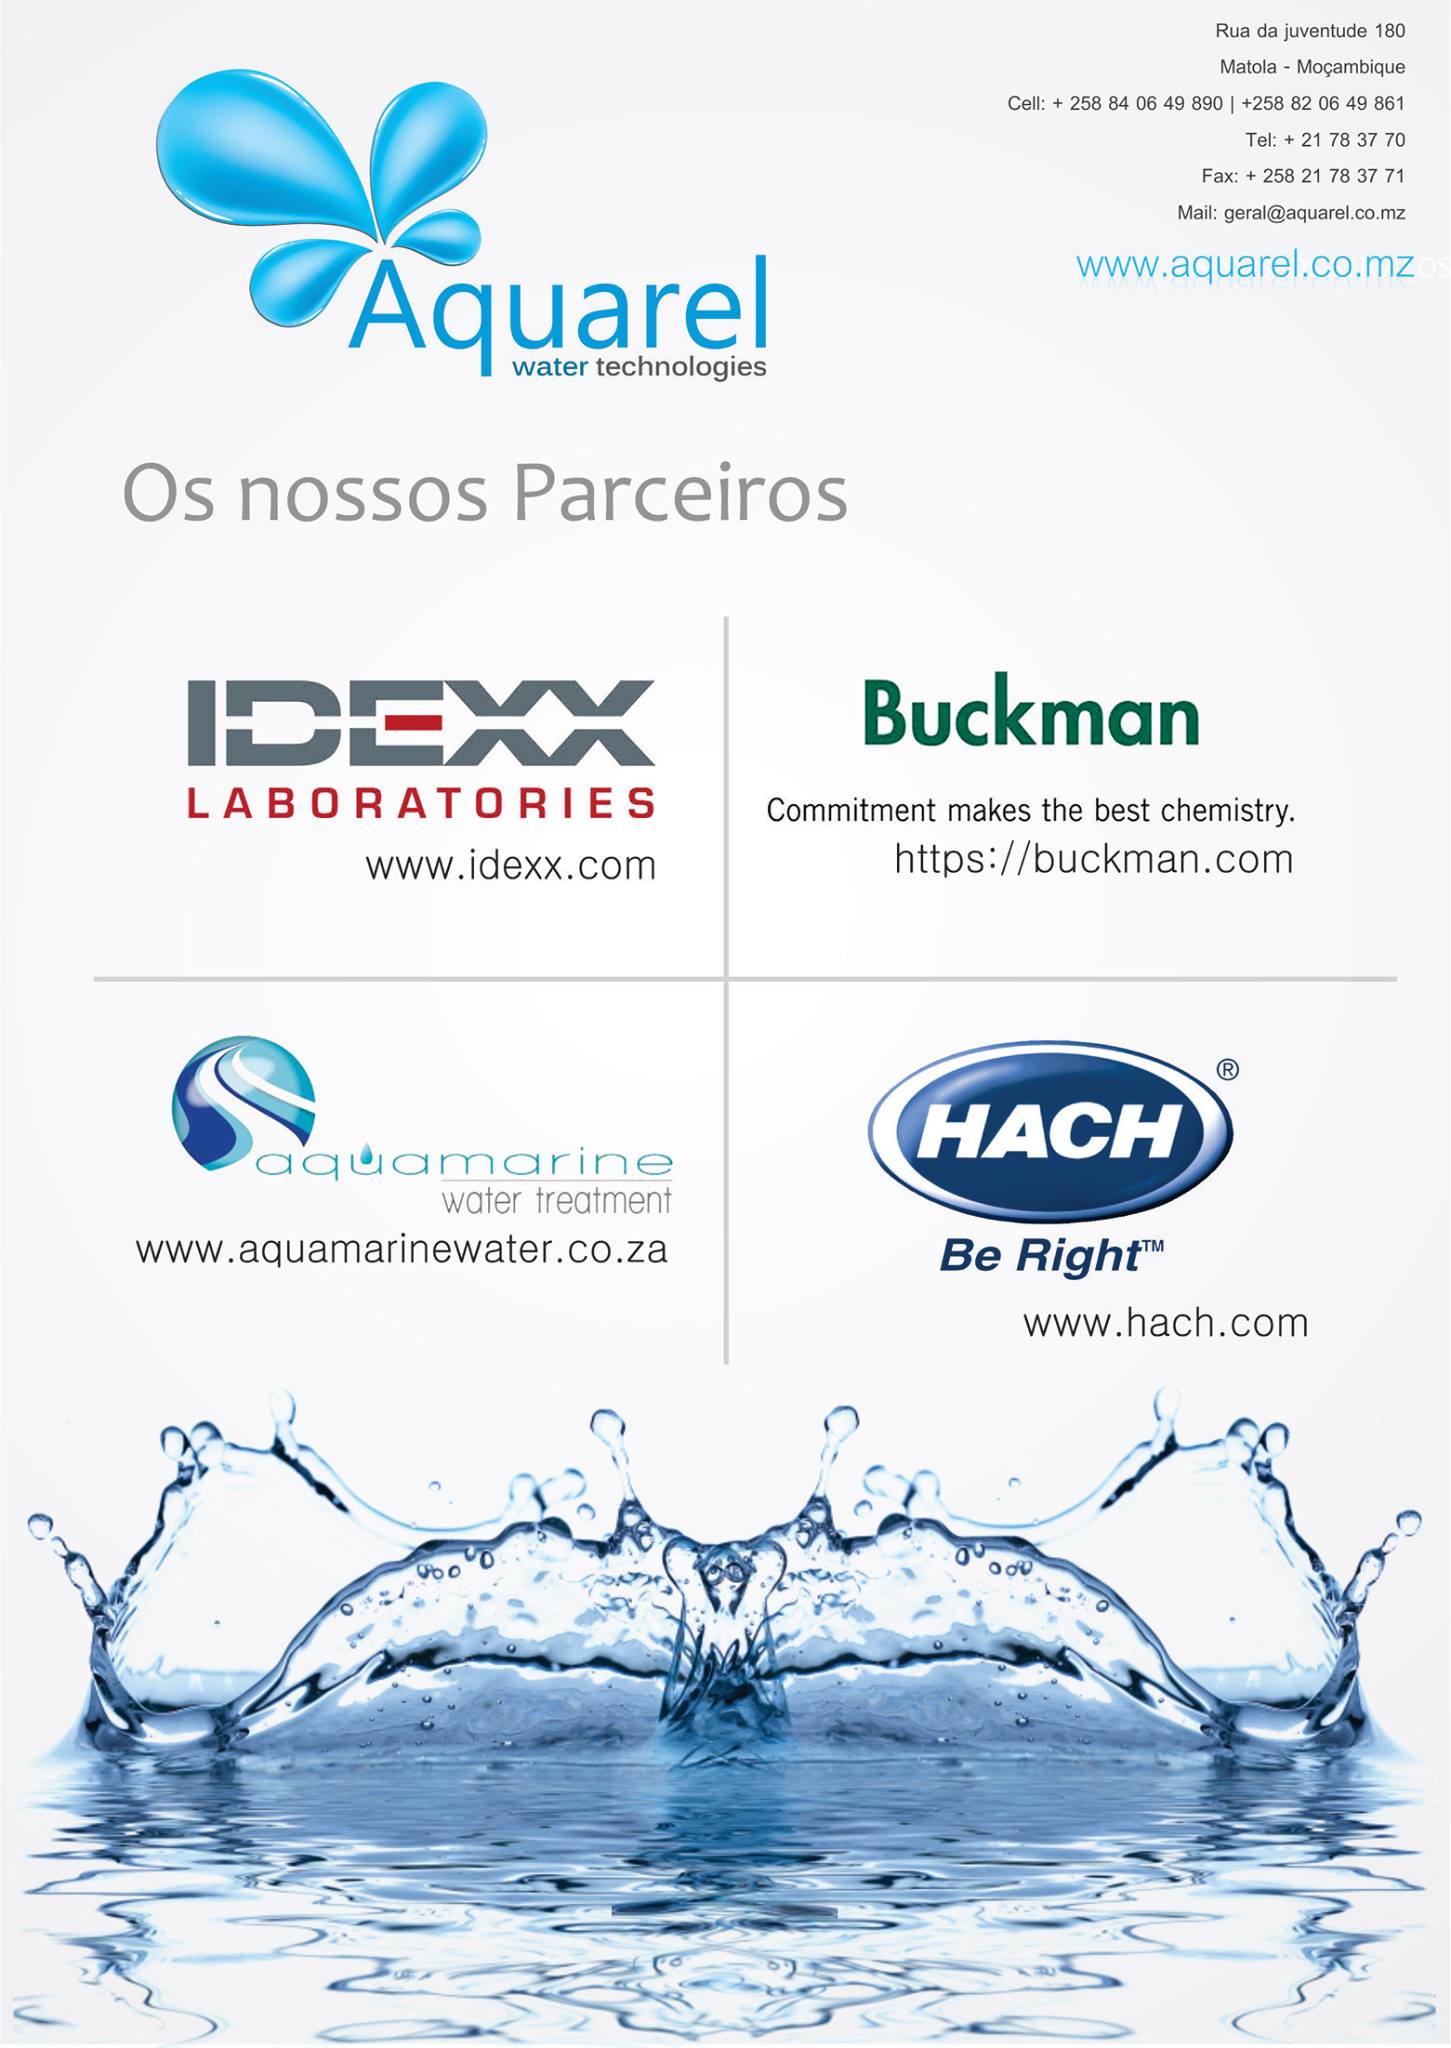 Rua da juventude 180
Matola - Moçambique
Cell: + 258 84 06 49 890 | +258 82 06 49 861
Tel: + 21 78 37 70
Fax: + 258 21 78 37 71
Mail: geral@aquarel.co.mz
www.aquarel.co.mzos
Aquarel
water technologies
Os nossos Parceiros
IDEXX
LABORATORIES
www.idexx.com
Buckman
Commitment makes the best chemistry.
https://buckman.com
aquamarine
water treatment
www.aquamarinewater.co.za
HACH®
Be Right™
www.hach.com